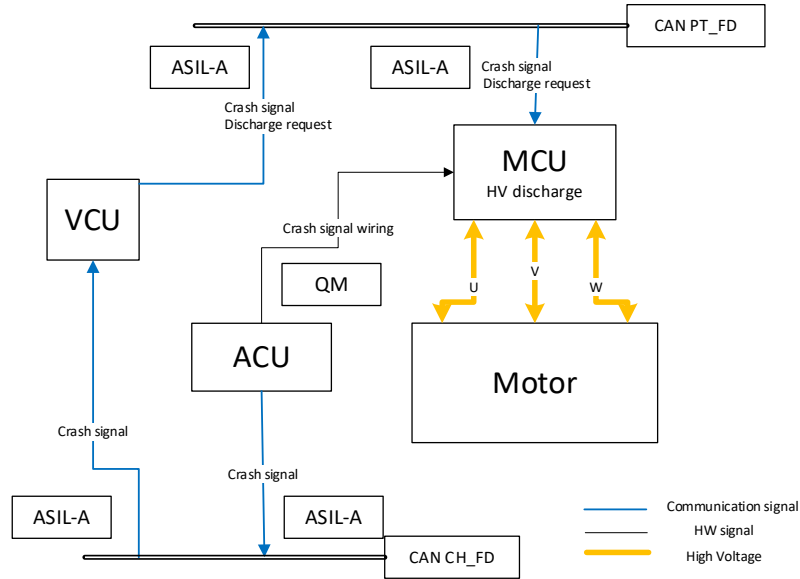 CAN PT_FD
ASIL-A
ASIL-A
Crash signal
Discharge request
Crash signal
Discharge request
MCU
HV discharge
VCU
Crash signal wiring
QM
U
V
W
ACU
Motor
Crash signal
Crash signal
ASIL-A
ASIL-A
CAN CH_FD
Communication signal
HW signal
High Voltage